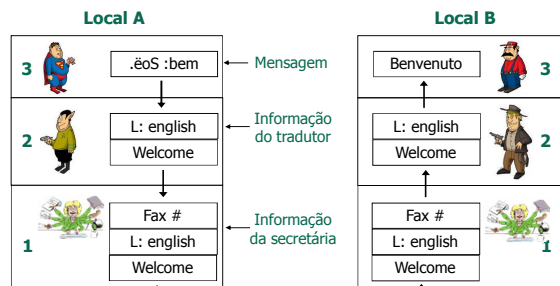 Local A
Local B
3
.ëoS :bem
Mensagem
Benvenuto
3
2
L: english
Welcome
Informação
do tradutor
L: english
Welcome
2
1
Fax #
L: english
Welcome
Informação
da secretária
Fax #
L: english
Welcome
1